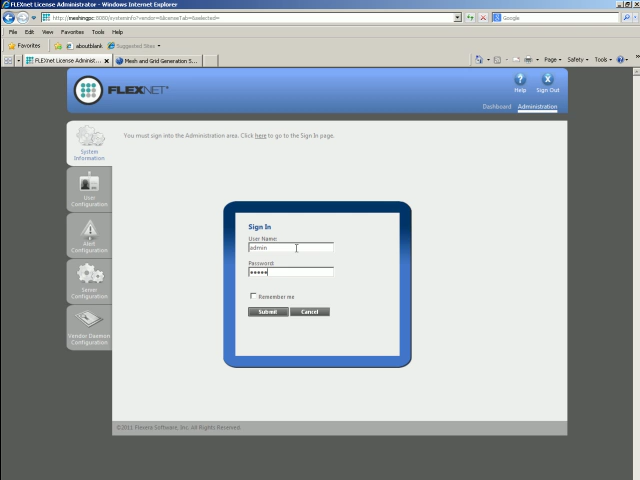 FLEXnet License Administrator - Windows Internet Explorer
http://meshingpc:8080/systeminfo?vendor=&licenseTab=&selected=
Google
File Edit View Favorites Tools Help
Favorites about:blank Suggested Sites
FLEXnet License Administ... Mesh and Grid Generation S...
Page Safety Tools
FLEXNET
Help Sign Out
Dashboard Administration
You must sign into the Administration area. Click here to go to the Sign In page.
System
Information
User
Configuration
Alert
Configuration
Server
Configuration
Vendor Daemon
Configuration
Sign In
User Name:
admin
Password:
•••••
Remember me
Submit Cancel
©2011 Flexera Software, Inc. All Rights Reserved.